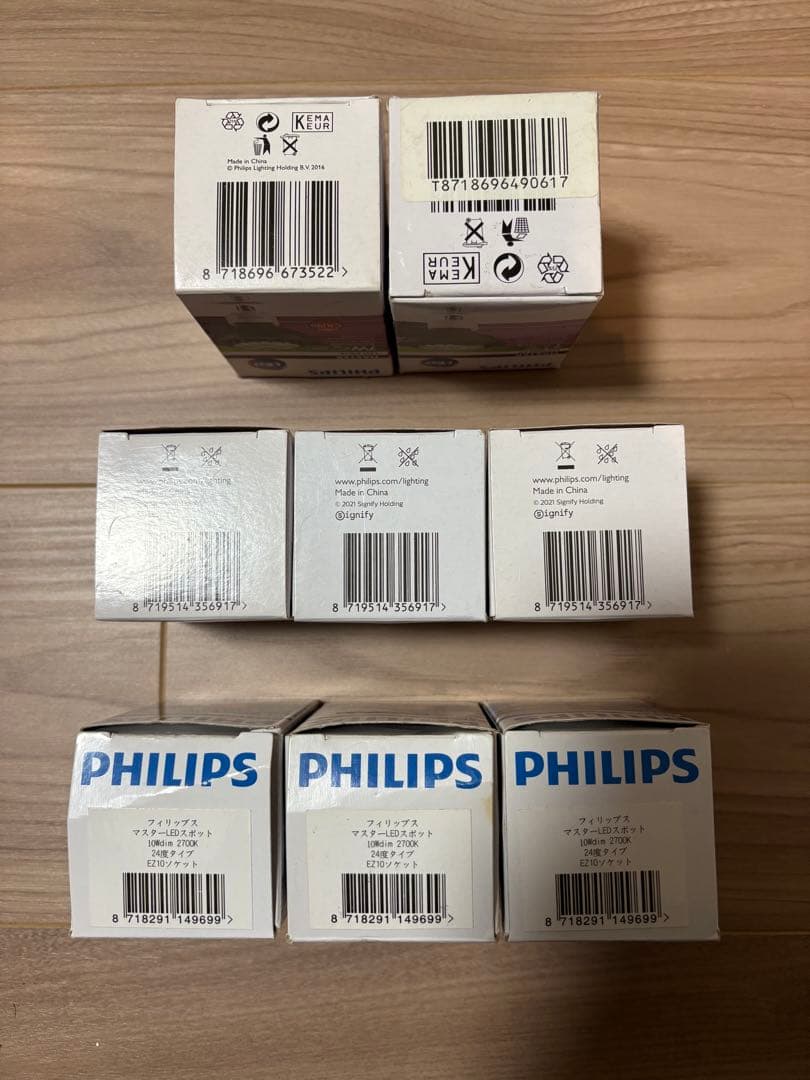 KEMA
EUR
Made in China
© Philips Lighting Holding B.V. 2016
8 718696 673522 >
PHILIPS
T8718696490617
KEMA
EUR
PHILIPS
www.philips.com/lighting
8 719514 356917 >
www.philips.com/lighting
Made in China
© 2021 Signify Holding
Signify
8 719514 356917 >
www.philips.com/lighting
Made in China
© 2021 Signify Holding
Signify
8 719514 356917 >
PHILIPS
フィリップス
マスターLEDスポット
10Wdim 2700K
24度タイプ
EZ10ソケット
8 718291 149699 >
PHILIPS
フィリップス
マスターLEDスポット
10Wdim 2700K
24度タイプ
EZ10ソケット
8 718291 149699 >
PHILIPS
フィリップス
マスターLEDスポット
10Wdim 2700K
24度タイプ
EZ10ソケット
8 718291 149699 >